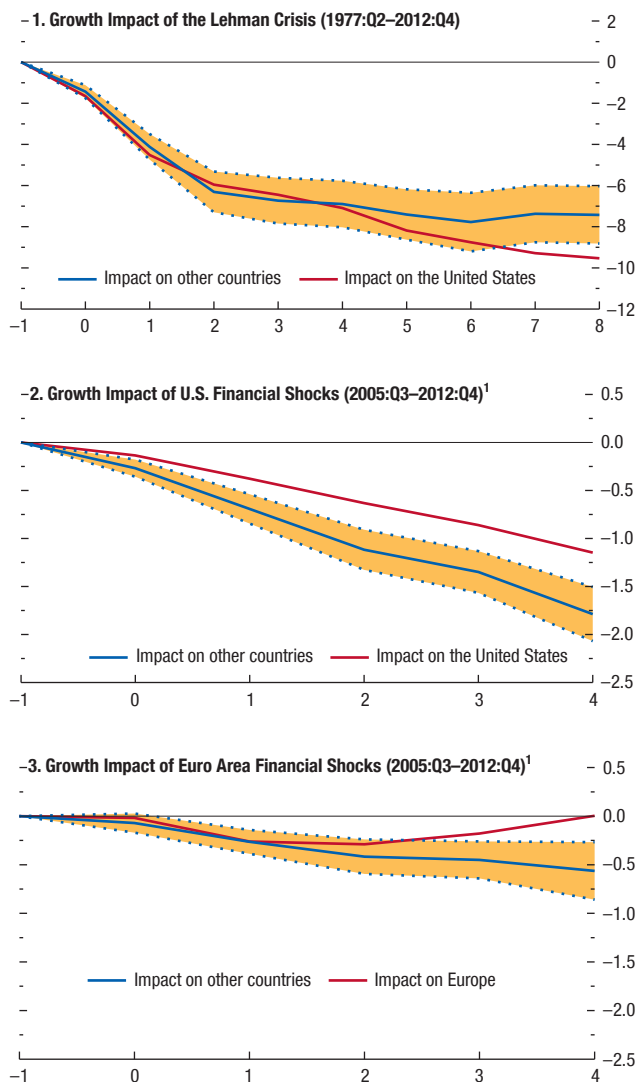 1. Growth Impact of the Lehman Crisis (1977:Q2–2012:Q4)
2
0
–2
–4
–6
–8
–10
–12
Impact on other countries Impact on the United States
–1 0 1 2 3 4 5 6 7 8
2. Growth Impact of U.S. Financial Shocks (2005:Q3–2012:Q4)¹
0.5
0.0
–0.5
–1.0
–1.5
–2.0
–2.5
Impact on other countries Impact on the United States
–1 0 1 2 3 4
3. Growth Impact of Euro Area Financial Shocks (2005:Q3–2012:Q4)¹
0.5
0.0
–0.5
–1.0
–1.5
–2.0
–2.5
Impact on other countries Impact on Europe
–1 0 1 2 3 4